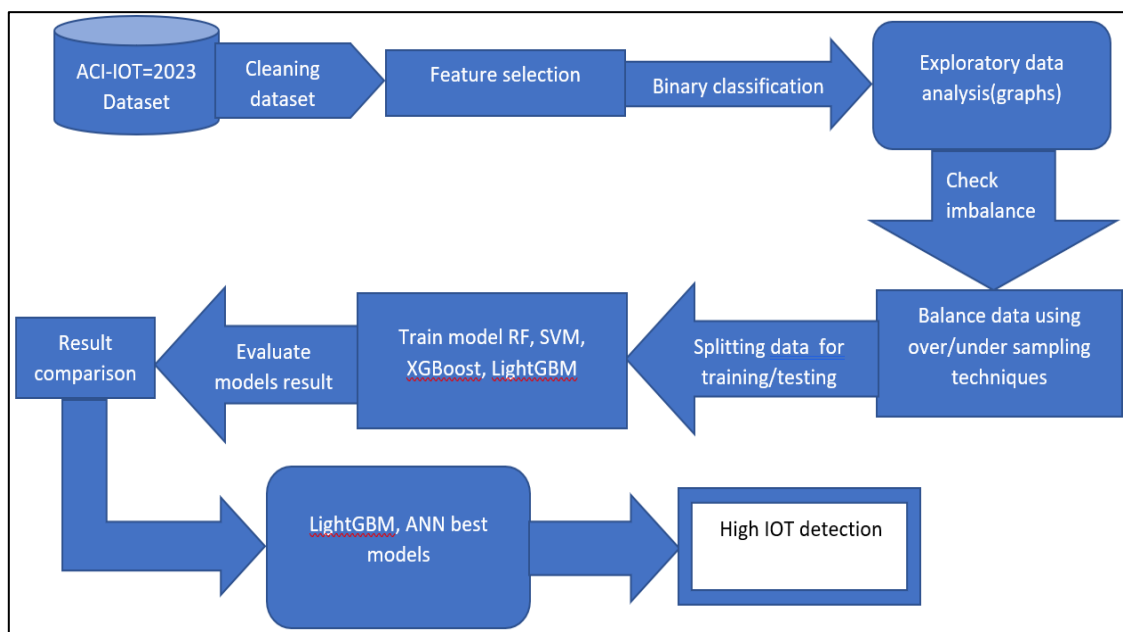 ACI-IOT=2023
Dataset
Cleaning
dataset
Feature selection
Binary classification
Exploratory data
analysis(graphs)
Check
imbalance
Balance data using
over/under sampling
techniques
Splitting data  for
training/testing
Train model RF, SVM,
XGBoost, LightGBM
Evaluate
models result
Result
comparison
LightGBM, ANN best
models
High IOT detection